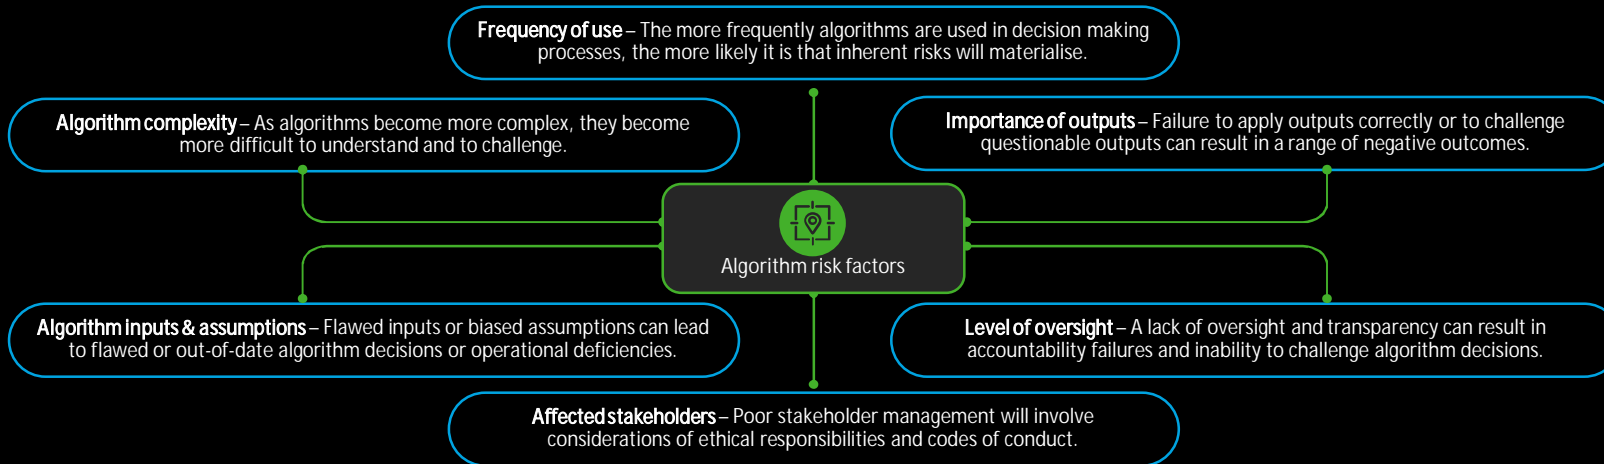 Frequency of use – The more frequently algorithms are used in decision making
processes, the more likely it is that inherent risks will materialise.
Algorithm complexity – As algorithms become more complex, they become
more difficult to understand and to challenge.
Importance of outputs – Failure to apply outputs correctly or to challenge
questionable outputs can result in a range of negative outcomes.
Algorithm risk factors
Algorithm inputs & assumptions – Flawed inputs or biased assumptions can lead
to flawed or out-of-date algorithm decisions or operational deficiencies.
Level of oversight – A lack of oversight and transparency can result in
accountability failures and inability to challenge algorithm decisions.
Affected stakeholders – Poor stakeholder management will involve
considerations of ethical responsibilities and codes of conduct.